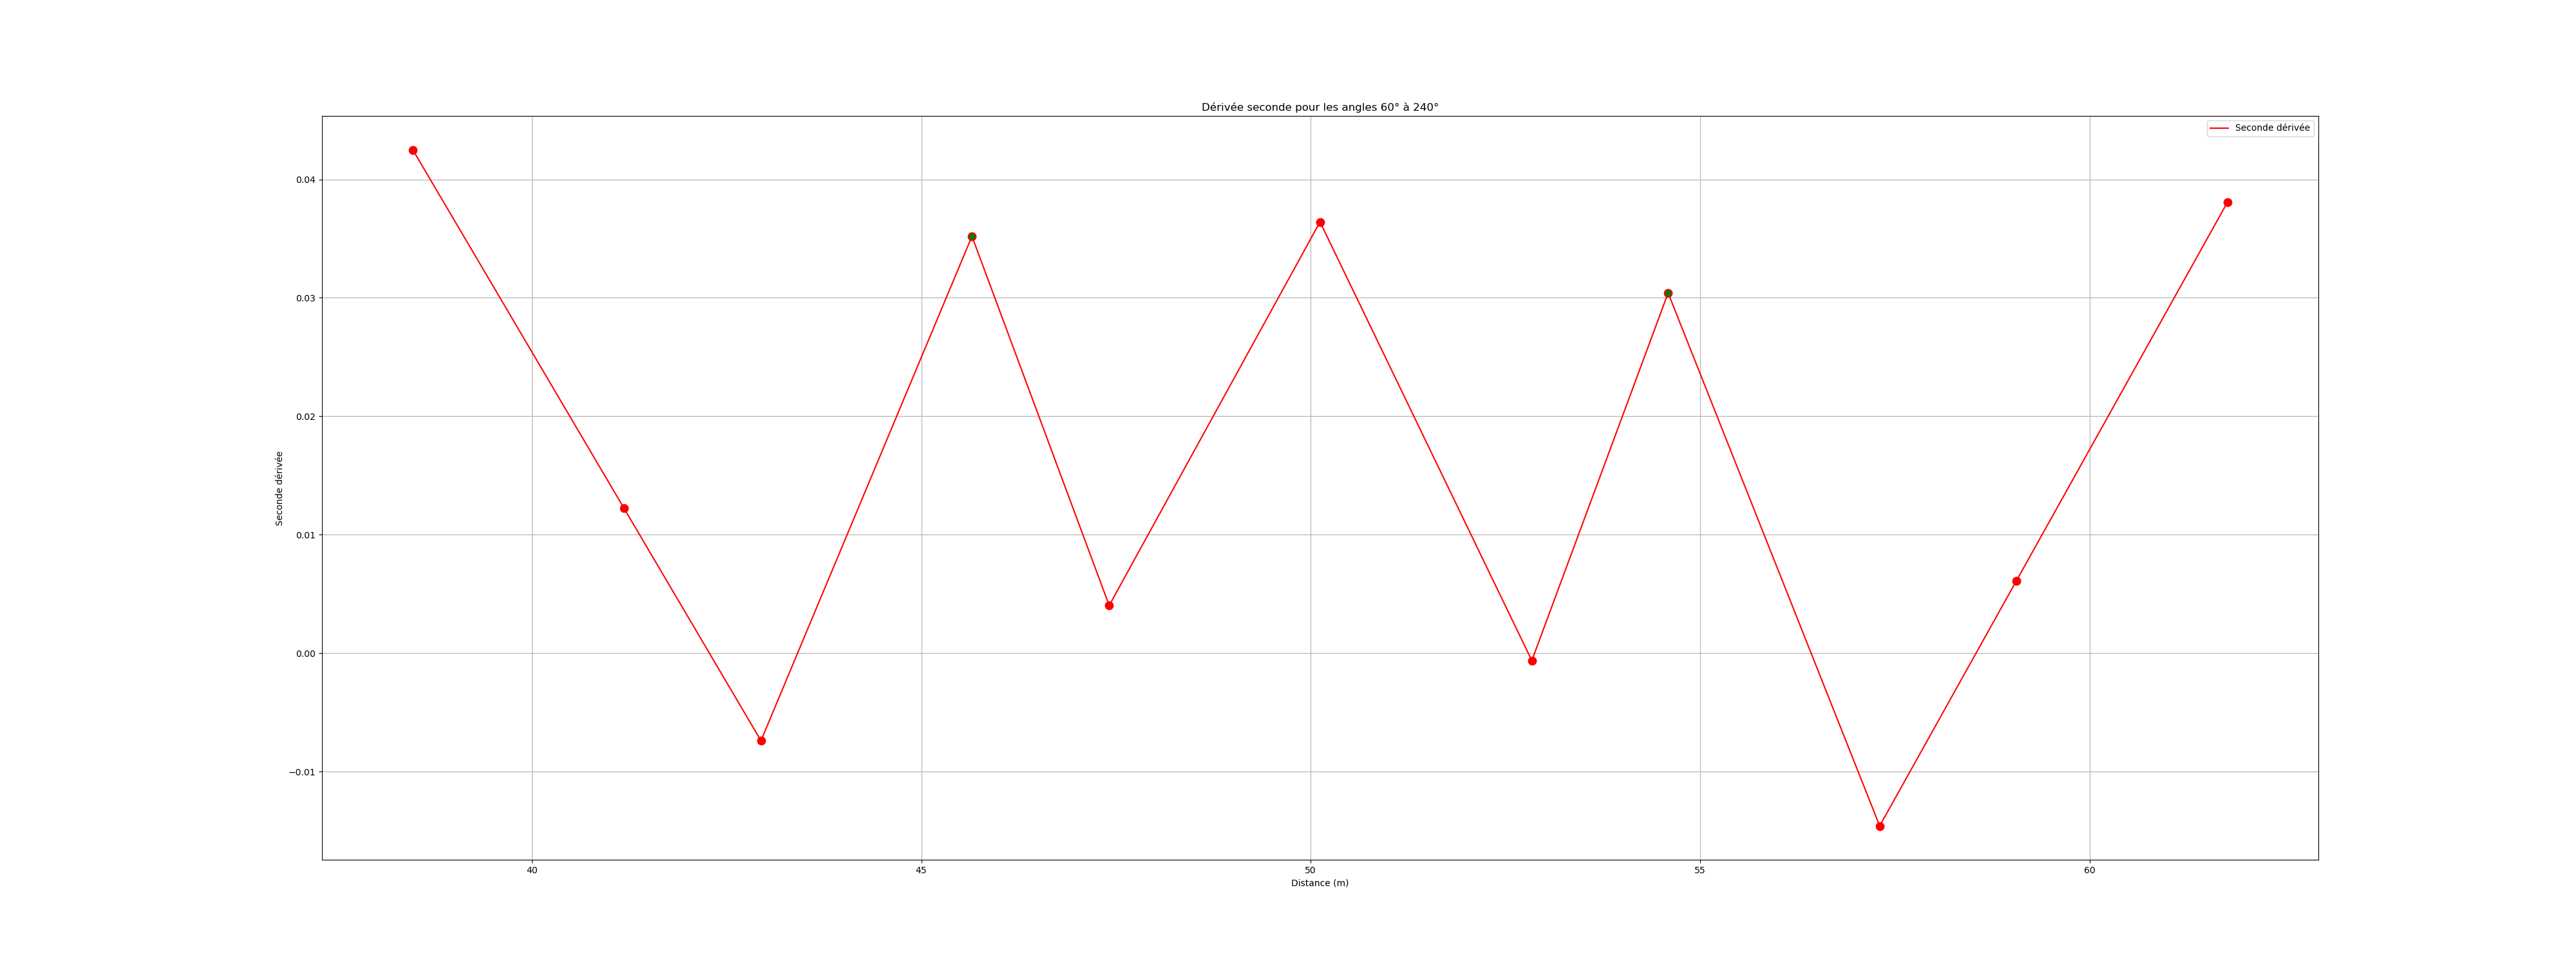 Dérivée seconde pour les angles 60° à 240°
Seconde dérivée
0.04
0.03
0.02
0.01
0.00
−0.01
Seconde dérivée
40
45
50
55
60
Distance (m)